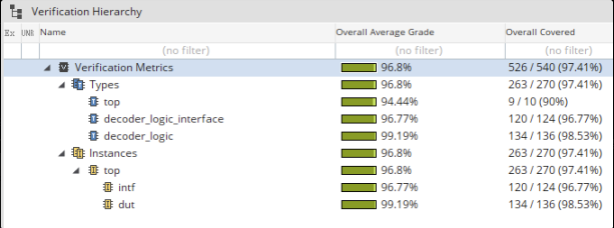 Verification Hierarchy
Ex UNR Name Overall Average Grade Overall Covered
(no filter) (no filter) (no filter)
Verification Metrics 96.8% 526 / 540 (97.41%)
Types 96.8% 263 / 270 (97.41%)
top 94.44% 9 / 10 (90%)
decoder_logic_interface 96.77% 120 / 124 (96.77%)
decoder_logic 99.19% 134 / 136 (98.53%)
Instances 96.8% 263 / 270 (97.41%)
top 96.8% 263 / 270 (97.41%)
intf 96.77% 120 / 124 (96.77%)
dut 99.19% 134 / 136 (98.53%)